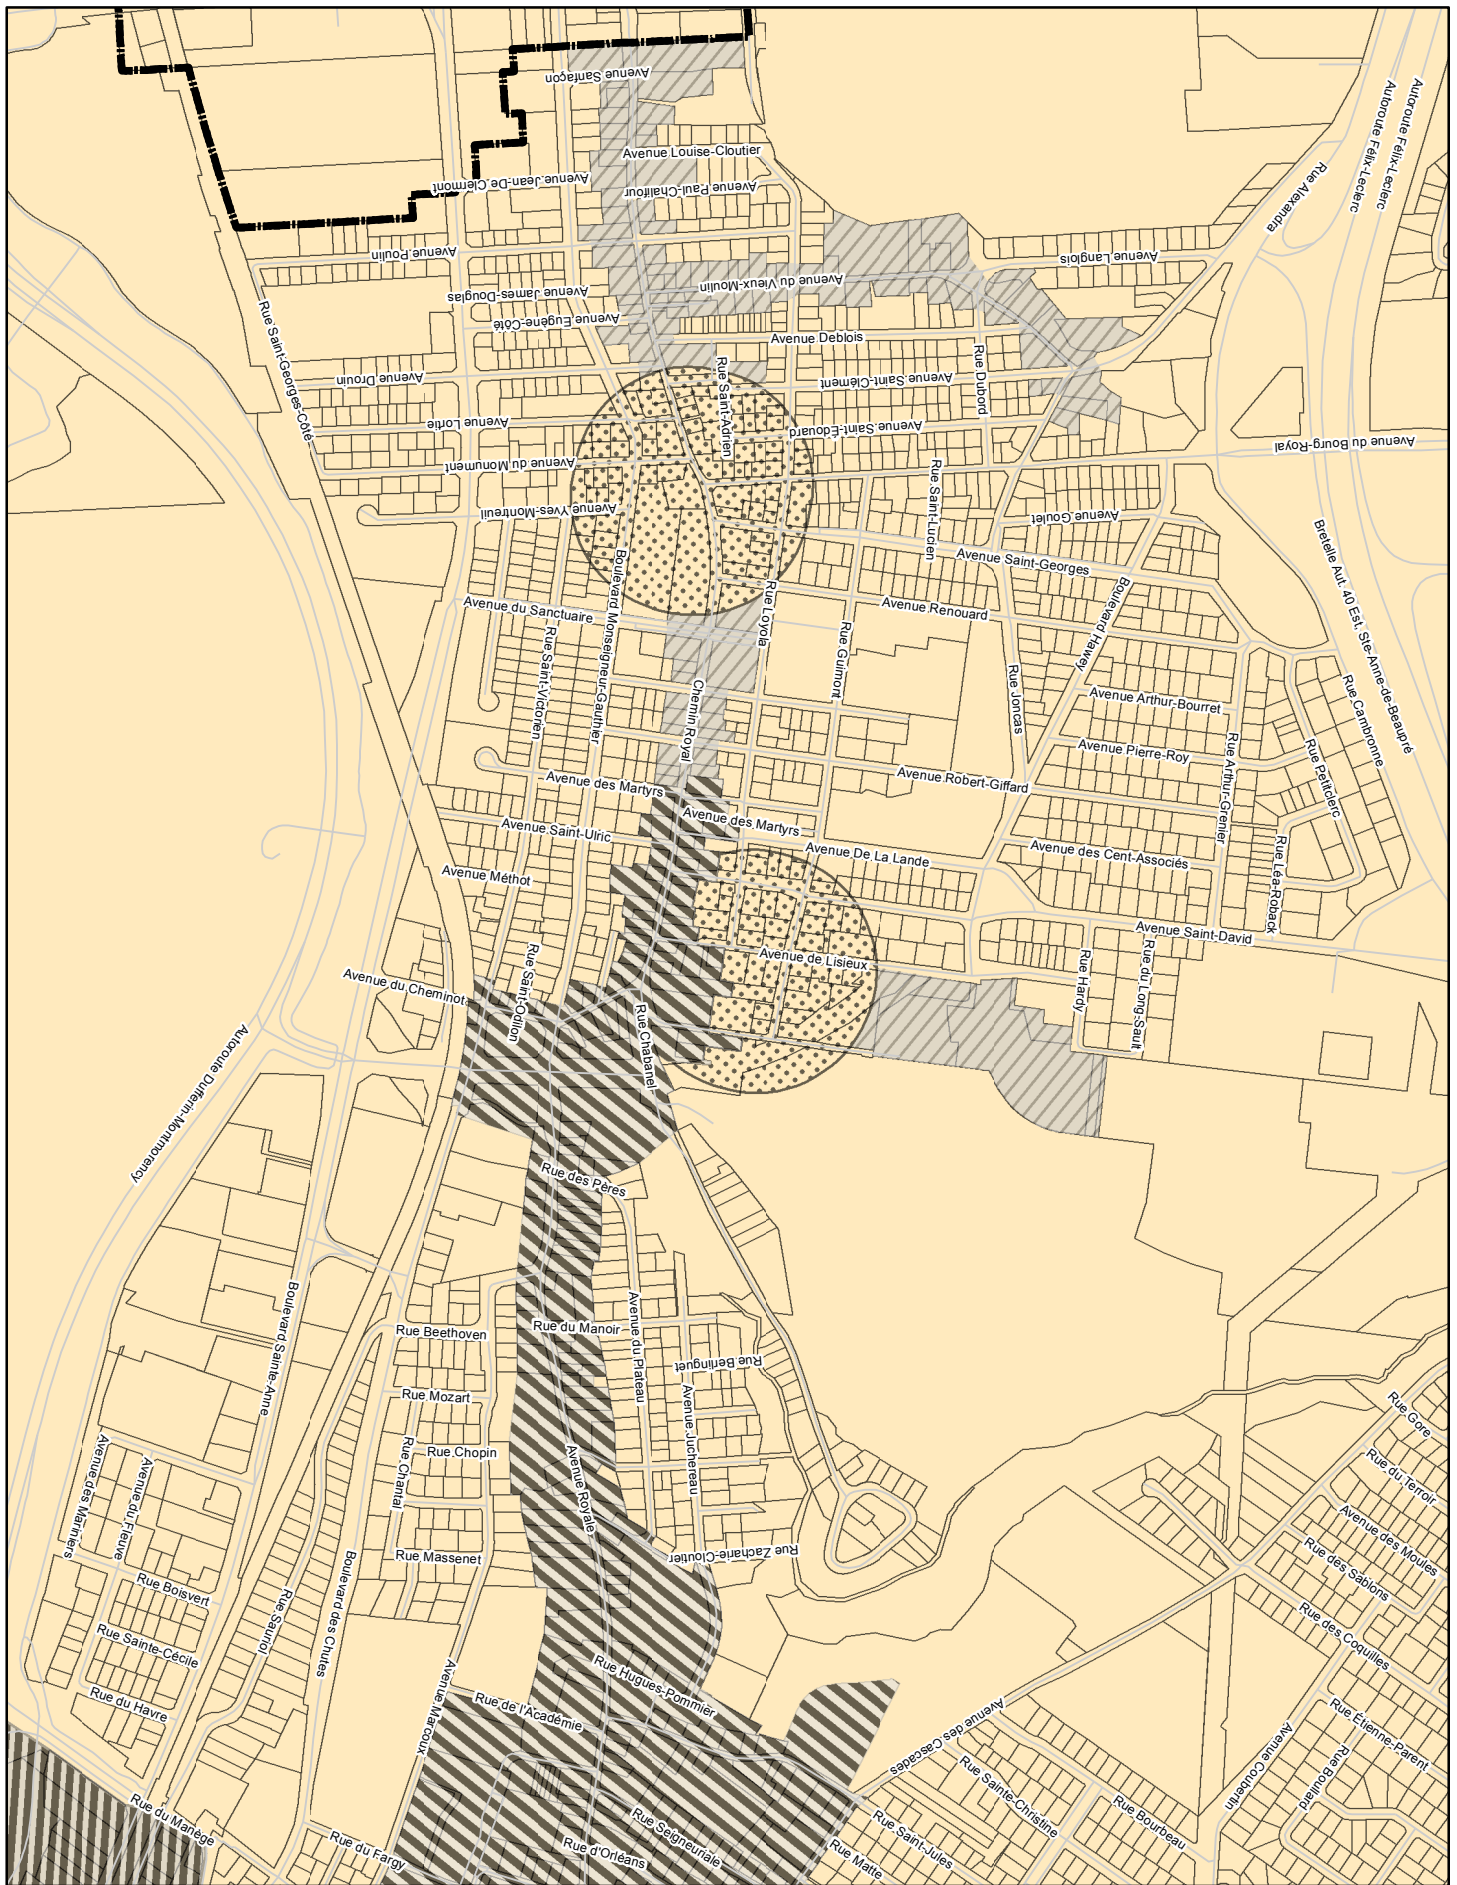 Avenue Sanfaçon
Autoroute Félix-Leclerc
Autoroute Félix-Leclerc
Avenue Louise-Cloutier
Avenue Jean-De Clermont
Avenue Paul-Chalifour
Rue Alexandra
Avenue Poulin
Avenue Langlois
Avenue du Vieux-Moulin
Avenue James-Douglas
Avenue Eugène-Côté
Rue Saint-Georges-Côté
Avenue Deblois
Avenue Drouin
Rue Saint-Adrien
Avenue Saint-Clément
Rue Dubord
Avenue Lortie
Avenue Saint-Édouard
Avenue du Bourg-Royal
Avenue du Monument
Avenue Yves-Montreuil
Rue Saint-Lucien
Avenue Goulet
Avenue Saint-Georges
Bretelle Aut. 40 Est, Ste-Anne-de-Beaupré
Boulevard Monseigneur-Gauthier
Avenue du Sanctuaire
Rue Loyola
Avenue Renouard
Boulevard Hawey
Rue Saint-Victorien
Rue Guimont
Chemin Royal
Rue Joncas
Avenue Arthur-Bourret
Rue Cambronne
Avenue Pierre-Roy
Rue Arthur-Grenier
Rue Petitclerc
Avenue des Martyrs
Avenue Robert-Giffard
Avenue Saint-Ulric
Avenue des Martyrs
Avenue De La Lande
Avenue des Cent-Associés
Rue Léa-Roback
Avenue Méthot
Avenue Saint-David
Avenue de Lisieux
Rue Saint-Odilon
Avenue du Cheminot
Rue Hardy
Rue du Long-Sault
Rue Chabanel
Autoroute Dufferin-Montmorency
Rue des Pères
Boulevard Sainte-Anne
Rue Beethoven
Rue du Manoir
Avenue du Plateau
Rue Berlinguet
Rue Mozart
Avenue Juchereau
Rue Gore
Rue Chopin
Rue Chantal
Avenue Royale
Avenue des Mariniers
Avenue du Fleuve
Rue du Terroir
Avenue des Moules
Rue Massenet
Rue Zacharie-Cloutier
Rue des Sablons
Rue Boisvert
Boulevard des Chutes
Rue Sauriol
Rue des Coquilles
Rue Sainte-Cécile
Rue Hugues-Pommier
Rue du Havre
Avenue Marcoux
Rue de l'Académie
Avenue des Cascades
Rue Étienne-Parent
Avenue Coubertin
Rue Boullard
Rue Sainte-Christine
Rue Bourbeau
Rue du Manège
Rue du Fargy
Rue d'Orléans
Rue Seigneuriale
Rue Saint-Jules
Rue Matte